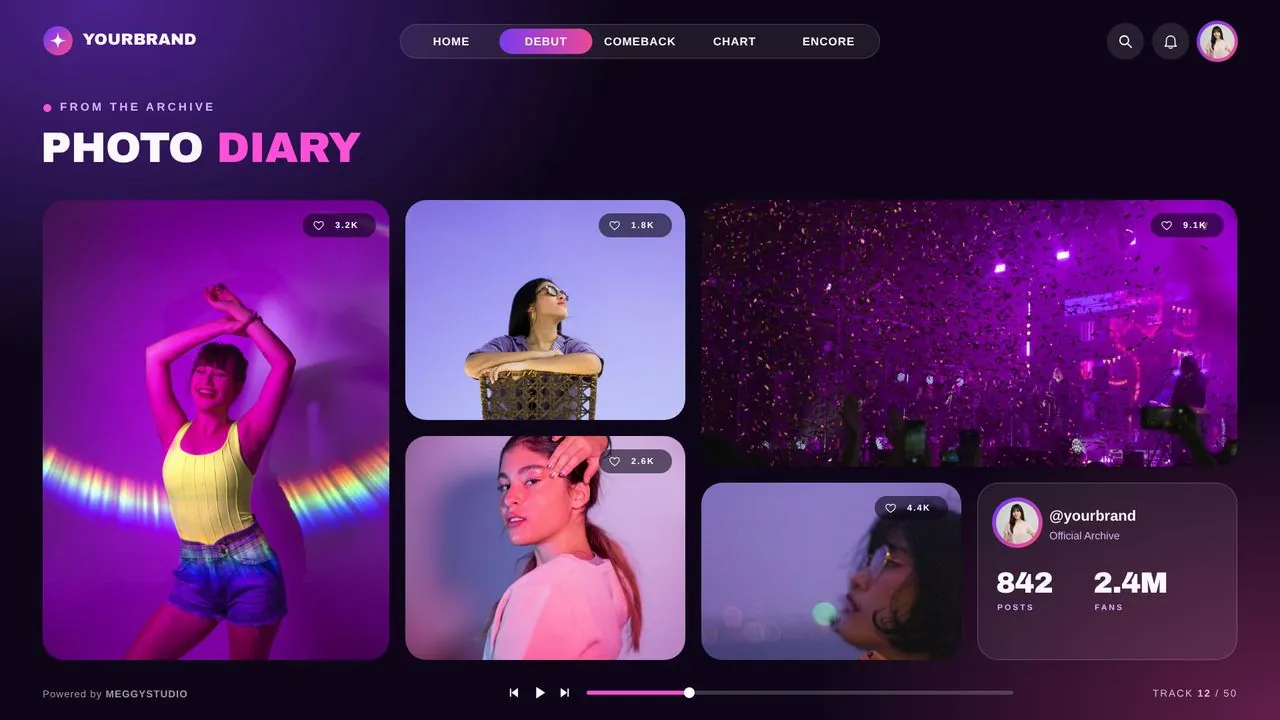 YOURBRAND
HOME
DEBUT
COMEBACK
CHART
ENCORE
FROM THE ARCHIVE
PHOTO DIARY
3.2K
1.8K
9.1K
2.6K
4.4K
@yourbrand
Official Archive
842
2.4M
POSTS
FANS
Powered by MEGGYSTUDIO
TRACK 12 / 50